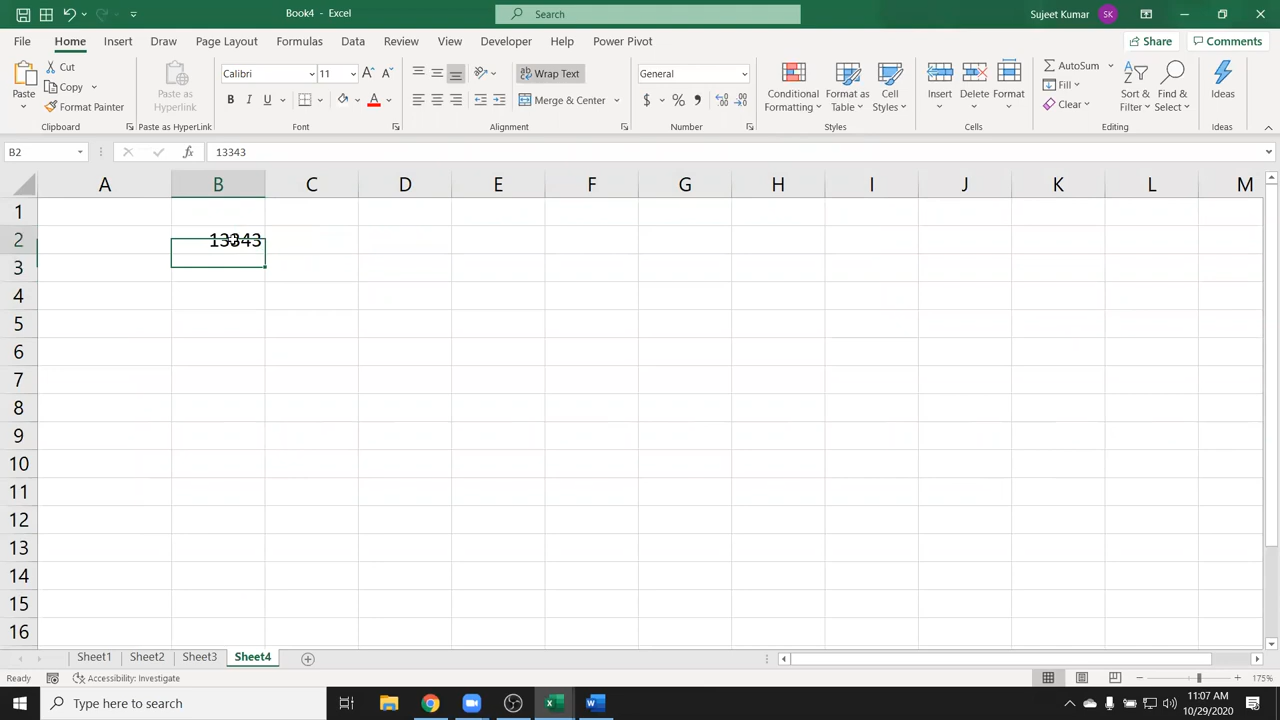 Book4 - Excel
Search
Sujeet Kumar
SK
File Home Insert Draw Page Layout Formulas Data Review View Developer Help Power Pivot
Share Comments
Paste
Cut
Copy
Format Painter
Clipboard
Paste as Hyperlink
Paste as HyperLink
Calibri 11
B I U A
Font
Wrap Text
Merge & Center
Alignment
General
$ % ,
Number
Conditional Formatting
Format as Table
Cell Styles
Styles
Insert Delete Format
Cells
AutoSum
Fill
Clear
Sort & Filter
Find & Select
Editing
Ideas
Ideas
B2 fx 13343
A B C D E F G H I J K L M
1
2 13343
3
4
5
6
7
8
9
10
11
12
13
14
15
16
Sheet1 Sheet2 Sheet3 Sheet4
Ready Accessibility: Investigate 175%
Type here to search
11:07 AM
10/29/2020